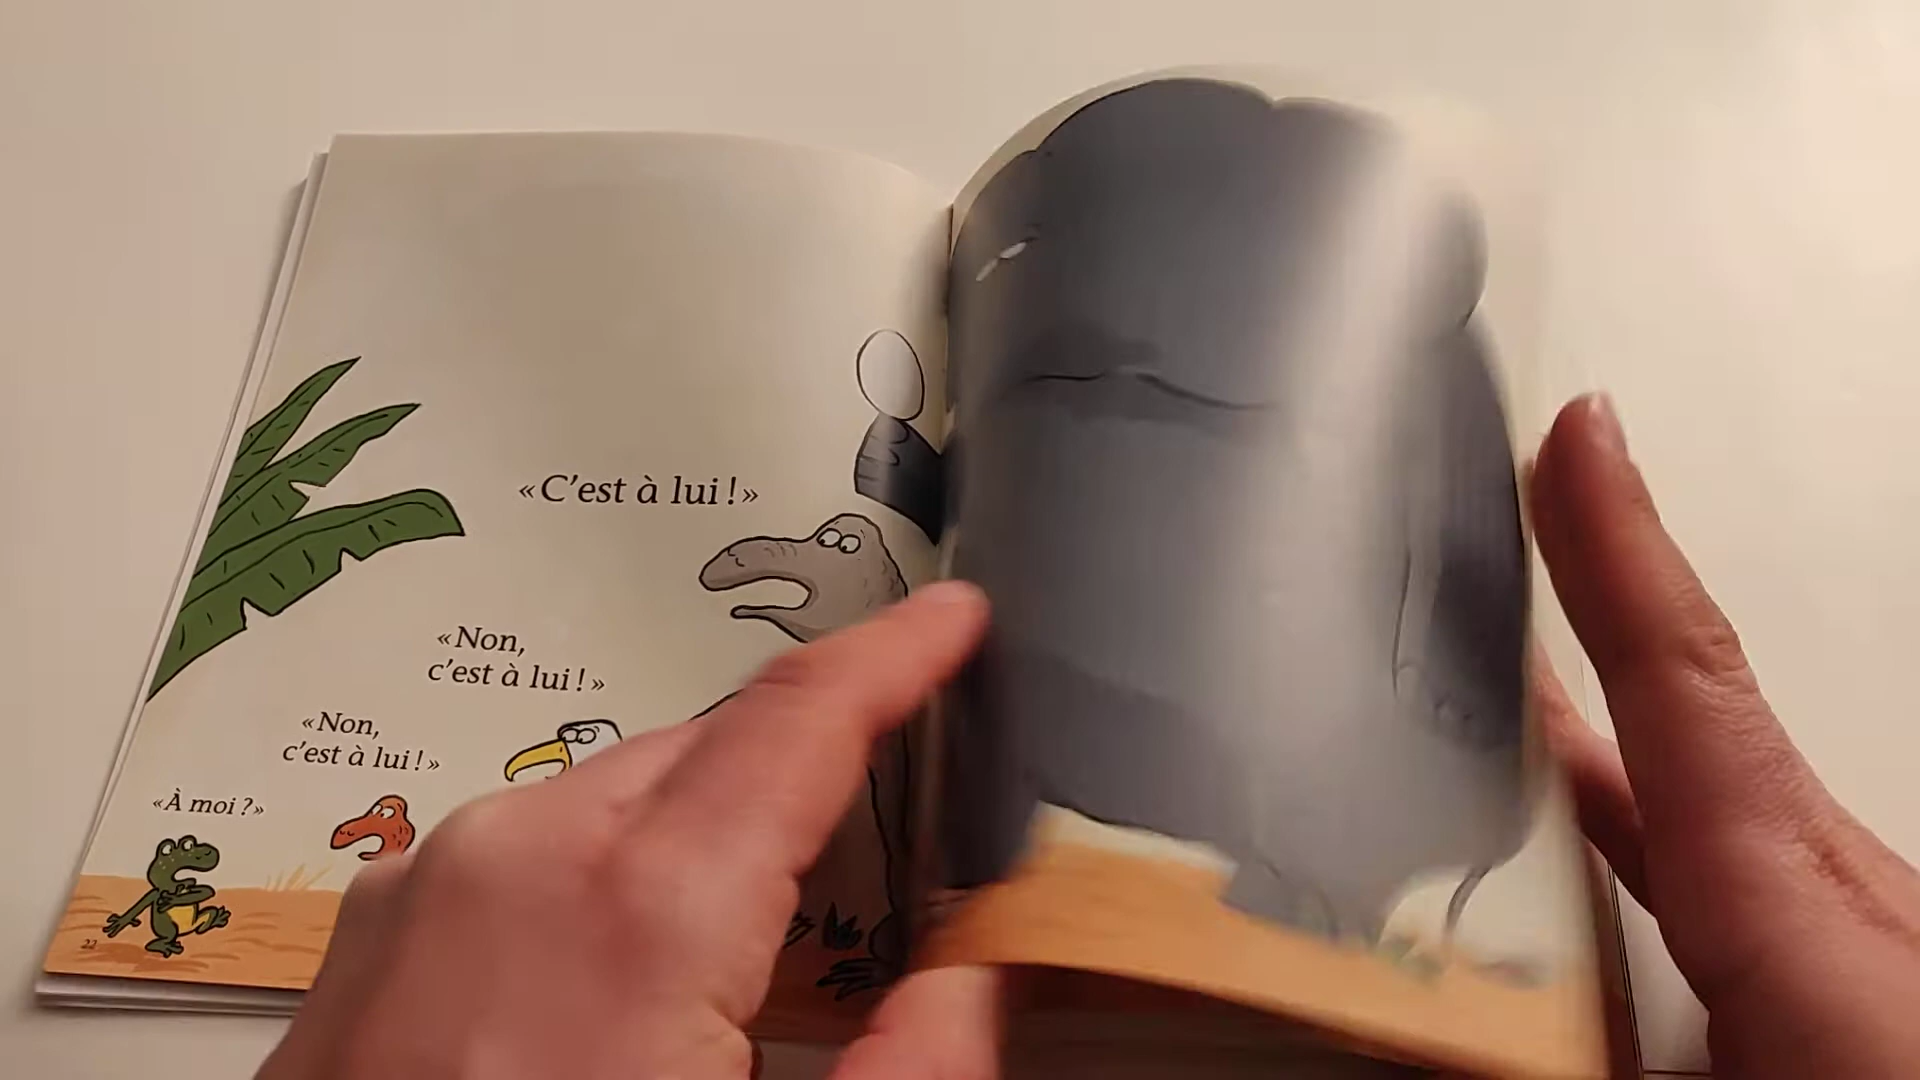 «C’est à lui!»
«Non,
c’est à lui!»
«Non,
c’est à lui!»
«À moi?»
22